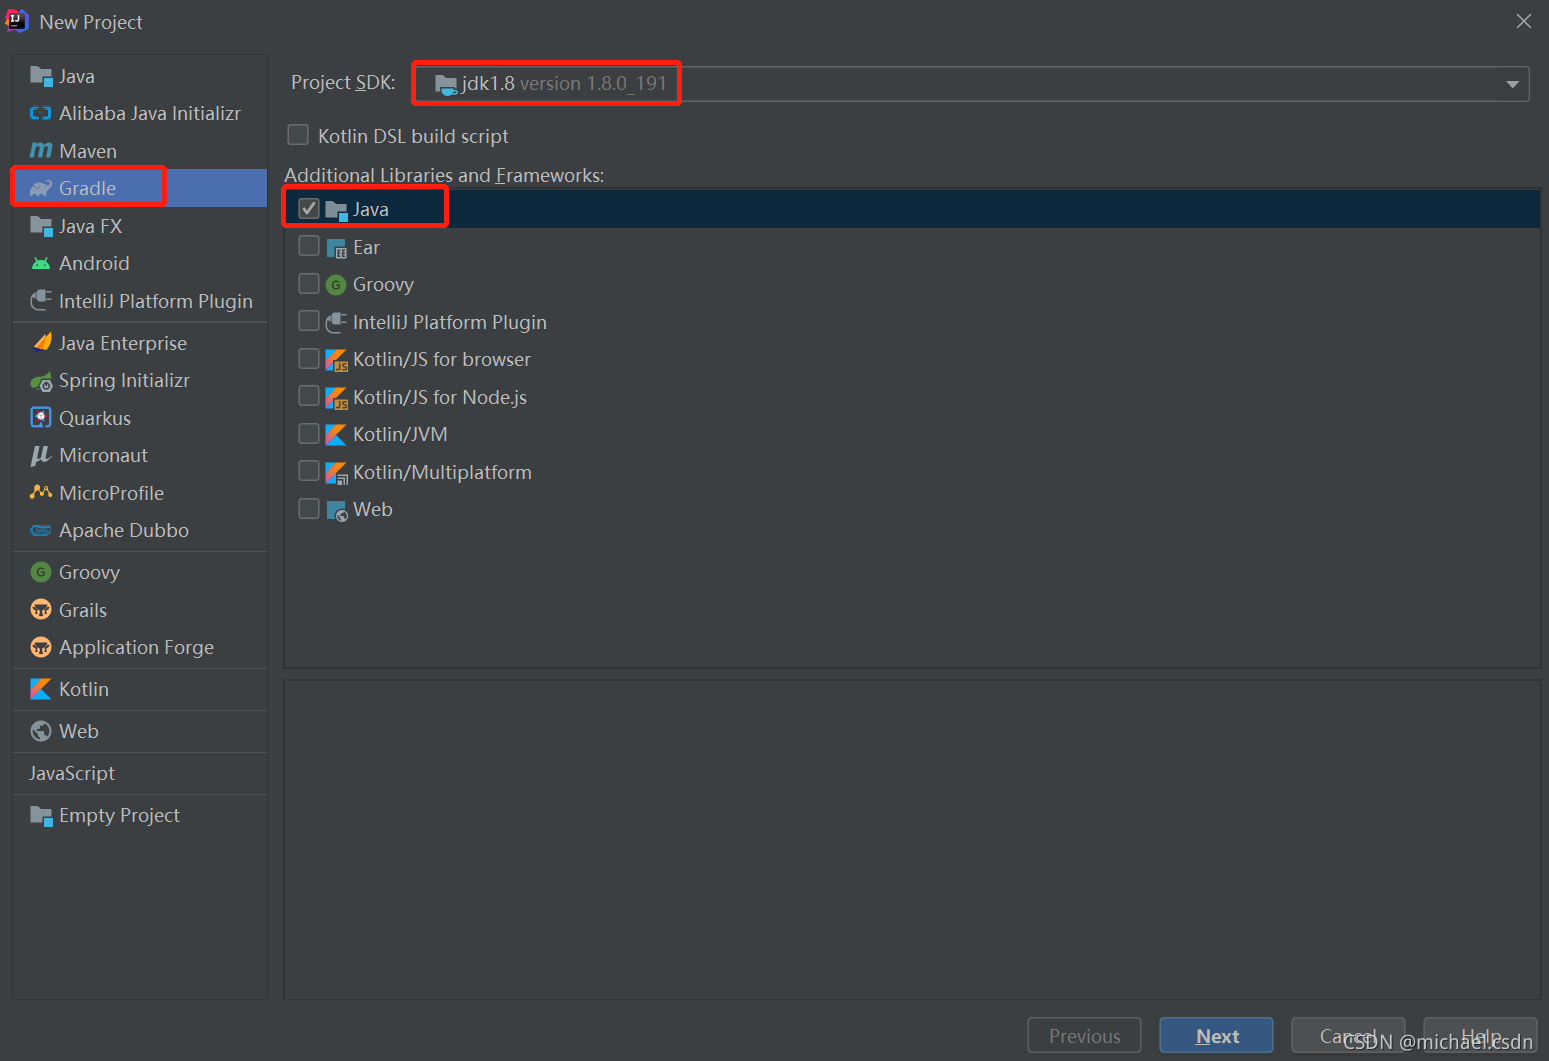 New Project
Java
Alibaba Java Initializr
Maven
Gradle
Java FX
Android
IntelliJ Platform Plugin
Java Enterprise
Spring Initializr
Quarkus
Micronaut
MicroProfile
Apache Dubbo
Groovy
Grails
Application Forge
Kotlin
Web
JavaScript
Empty Project
Project SDK: jdk1.8 version 1.8.0_191
Kotlin DSL build script
Additional Libraries and Frameworks:
Java
Ear
Groovy
IntelliJ Platform Plugin
Kotlin/JS for browser
Kotlin/JS for Node.js
Kotlin/JVM
Kotlin/Multiplatform
Web
Previous Next Cancel Help
CSDN @michael.csdn